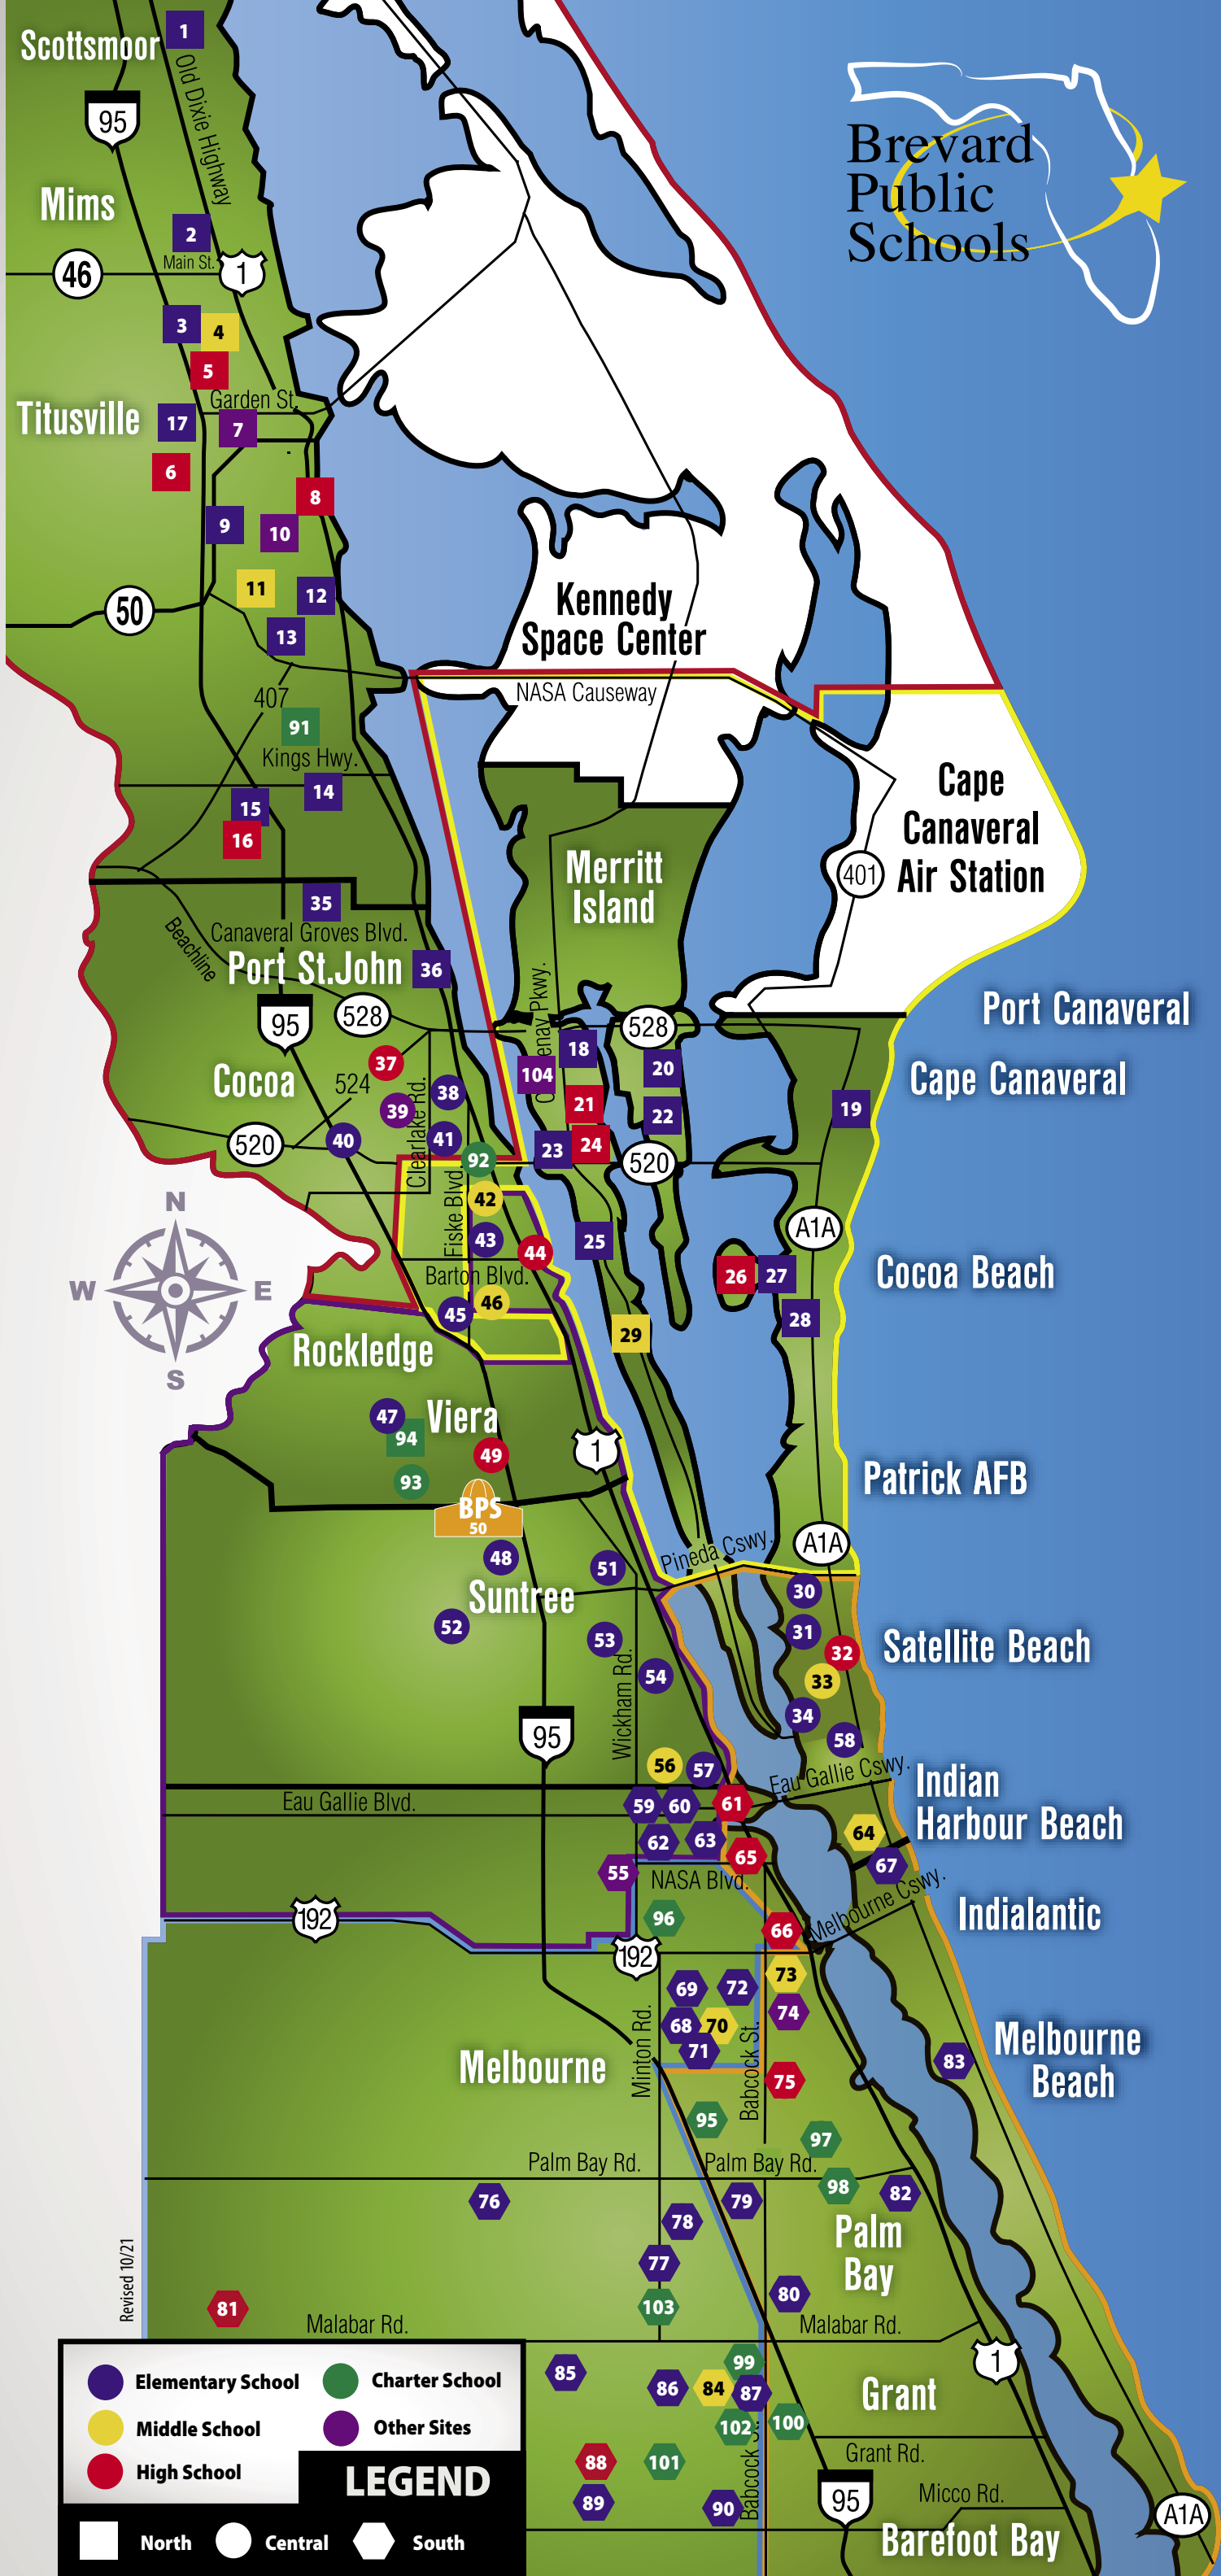 1
Scottsmoor
Old Dixie Highway
95
Brevard
Public
Schools
Mims
2
Main St.
46
1
3
4
5
Garden St.
Titusville
17
7
6
8
9
10
11
12
50
13
Kennedy
Space Center
NASA Causeway
407
91
Kings Hwy.
14
15
16
Cape
Canaveral
Air Station
401
Merritt
Island
35
Canaveral Groves Blvd.
Beachline
Port St.John
36
95
528
528
Port Canaveral
37
18
20
104
Cocoa
524
38
39
Clearlake Rd.
21
22
19
Cape Canaveral
520
40
41
92
23
24
520
N
W
E
S
42
Fiske Blvd
43
44
25
A1A
Barton Blvd.
26
27
Cocoa Beach
45
46
28
29
Rockledge
47
Viera
94
49
93
1
BPS
50
Patrick AFB
Pineda Cswy.
A1A
48
51
30
Suntree
52
53
31
32
Satellite Beach
54
33
Wickham Rd.
34
95
58
56
57
Eau Gallie Cswy.
Indian
Harbour Beach
Eau Gallie Blvd.
59
60
61
62
63
64
65
67
55
NASA Blvd.
Melbourne Cswy.
96
66
Indialantic
192
192
73
69
72
74
68
70
71
Minton Rd.
Babcock St.
Melbourne
75
83
Melbourne
Beach
95
97
Palm Bay Rd.
Palm Bay Rd.
76
79
98
82
78
Palm
Bay
77
80
Revised 10/21
81
103
Malabar Rd.
Malabar Rd.
1
99
85
86
84
87
Grant
102
100
Babcock S
Grant Rd.
88
101
89
90
95
Micco Rd.
A1A
Barefoot Bay
Elementary School
Charter School
Middle School
Other Sites
High School
LEGEND
North
Central
South